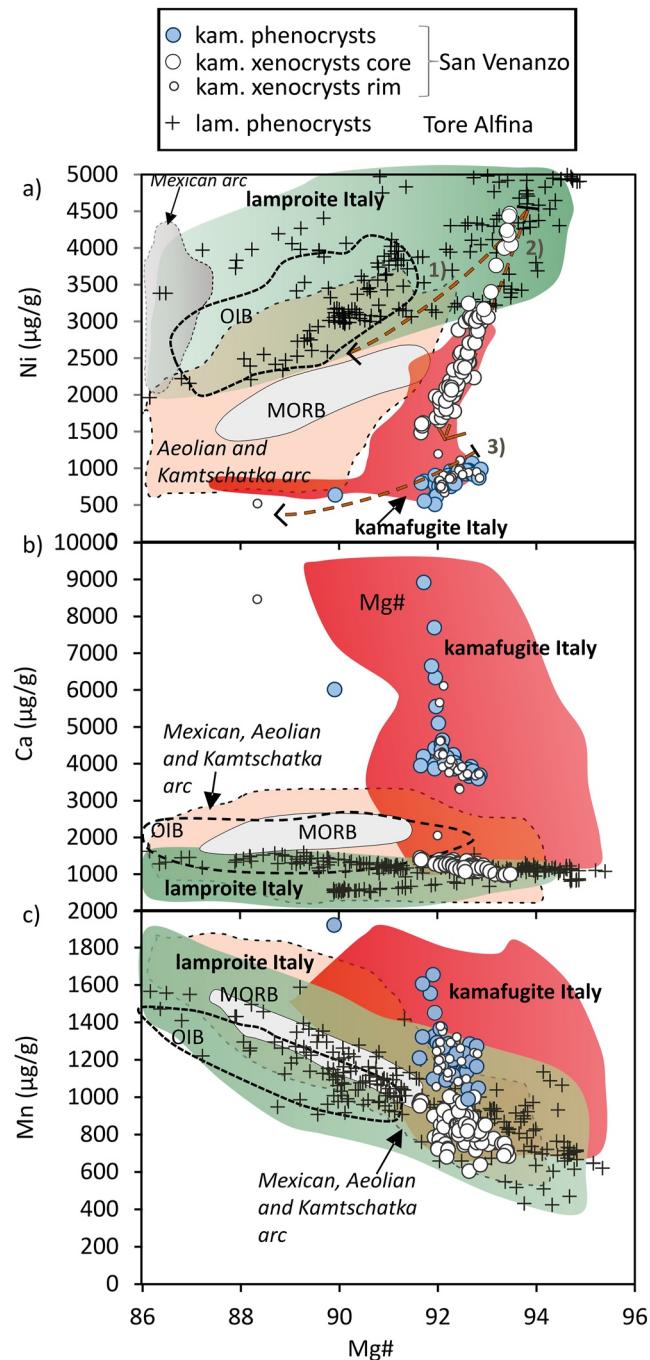 kam. phenocrysts
kam. xenocrysts core
San Venanzo
kam. xenocrysts rim
lam. phenocrysts
Tore Alfina
a)
5000
4500
4000
3500
3000
2500
2000
1500
1000
500
Ni (µg/g)
Mexican arc
lamproite Italy
1)
2)
OIB
MORB
Aeolian and
Kamtschatka arc
3)
kamafugite Italy
b)
10000
0
9000
8000
7000
6000
5000
4000
3000
2000
1000
Ca (µg/g)
Mg#
kamafugite Italy
Mexican, Aeolian
and Kamtschatka
arc
OIB
MORB
lamproite Italy
c)
2000
1800
1600
1400
1200
1000
800
600
400
200
0
Mn (µg/g)
lamproite Italy
MORB
kamafugite Italy
OIB
Mexican, Aeolian
and Kamtschatka
arc
86
88
90
92
94
96
Mg#